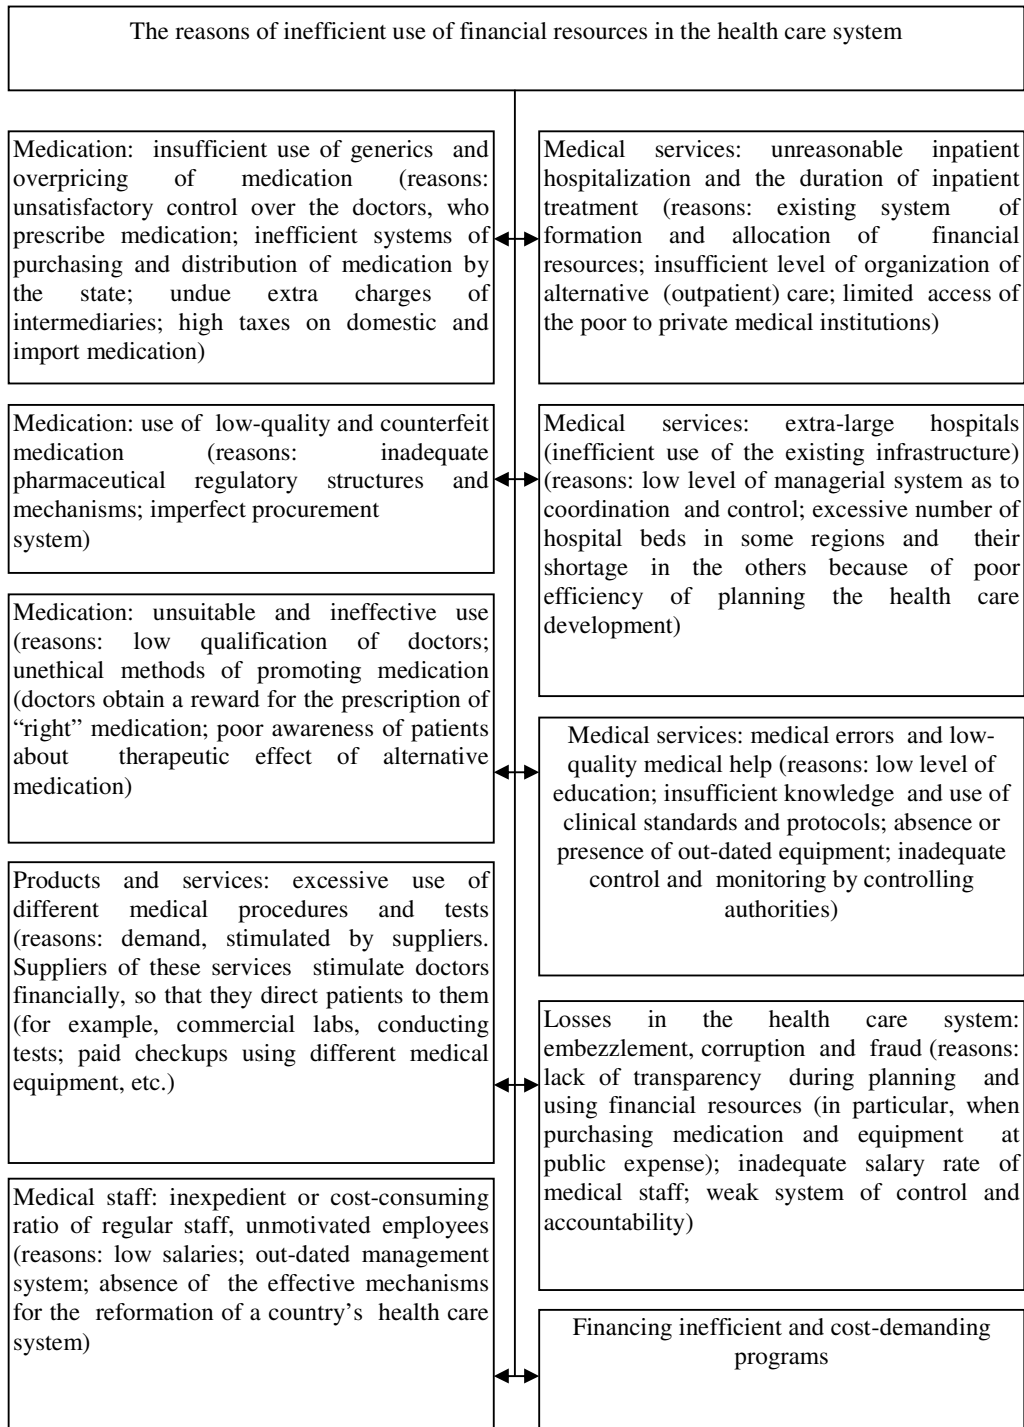 The reasons of inefficient use of financial resources in the health care system
Medication: insufficient use of generics and
overpricing of medication (reasons:
unsatisfactory control over the doctors, who
prescribe medication; inefficient systems of
purchasing and distribution of medication by
the state; undue extra charges of
intermediaries; high taxes on domestic and
import medication)
Medical services: unreasonable inpatient
hospitalization and the duration of inpatient
treatment (reasons: existing system of
formation and allocation of financial
resources; insufficient level of organization of
alternative (outpatient) care; limited access of
the poor to private medical institutions)
Medication: use of low-quality and counterfeit
medication (reasons: inadequate
pharmaceutical regulatory structures and
mechanisms; imperfect procurement
system)
Medical services: extra-large hospitals
(inefficient use of the existing infrastructure)
(reasons: low level of managerial system as to
coordination and control; excessive number of
hospital beds in some regions and their
shortage in the others because of poor
efficiency of planning the health care
development)
Medication: unsuitable and ineffective use
(reasons: low qualification of doctors;
unethical methods of promoting medication
(doctors obtain a reward for the prescription of
“right” medication; poor awareness of patients
about therapeutic effect of alternative
medication)
Medical services: medical errors and low-
quality medical help (reasons: low level of
education; insufficient knowledge and use of
clinical standards and protocols; absence or
presence of out-dated equipment; inadequate
control and monitoring by controlling
authorities)
Products and services: excessive use of
different medical procedures and tests
(reasons: demand, stimulated by suppliers.
Suppliers of these services stimulate doctors
financially, so that they direct patients to them
(for example, commercial labs, conducting
tests; paid checkups using different medical
equipment, etc.)
Losses in the health care system:
embezzlement, corruption and fraud (reasons:
lack of transparency during planning and
using financial resources (in particular, when
purchasing medication and equipment at
public expense); inadequate salary rate of
medical staff; weak system of control and
accountability)
Medical staff: inexpedient or cost-consuming
ratio of regular staff, unmotivated employees
(reasons: low salaries; out-dated management
system; absence of the effective mechanisms
for the reformation of a country’s health care
system)
Financing inefficient and cost-demanding
programs